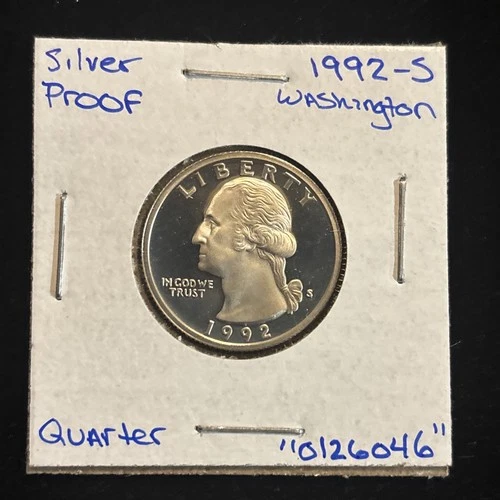 Silver 1992-S
Proof Washington
LIBERTY
IN GOD WE
TRUST
S
1992
Quarter "0126046"